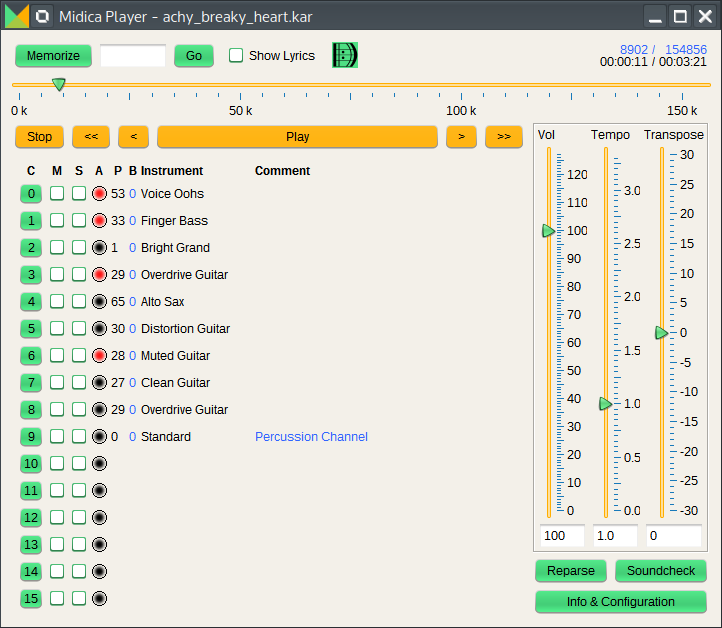 Midica Player - achy_breaky_heart.kar
Memorize Go Show Lyrics
8902 / 154856
00:00:11 / 00:03:21
0 k 50 k 100 k 150 k
Stop << < Play > >>
C M S A P B Instrument Comment
0 53 0 Voice Oohs
1 33 0 Finger Bass
2 1 0 Bright Grand
3 29 0 Overdrive Guitar
4 65 0 Alto Sax
5 30 0 Distortion Guitar
6 28 0 Muted Guitar
7 27 0 Clean Guitar
8 29 0 Overdrive Guitar
9 0 0 Standard Percussion Channel
10
11
12
13
14
15
Vol Tempo Transpose
120
110
100
90
80
70
60
50
40
30
20
10
0
3.0
2.5
2.0
1.5
1.0
0.5
0.0
30
25
20
15
10
5
0
-5
-10
-15
-20
-25
-30
100 1.0 0
Reparse Soundcheck
Info & Configuration